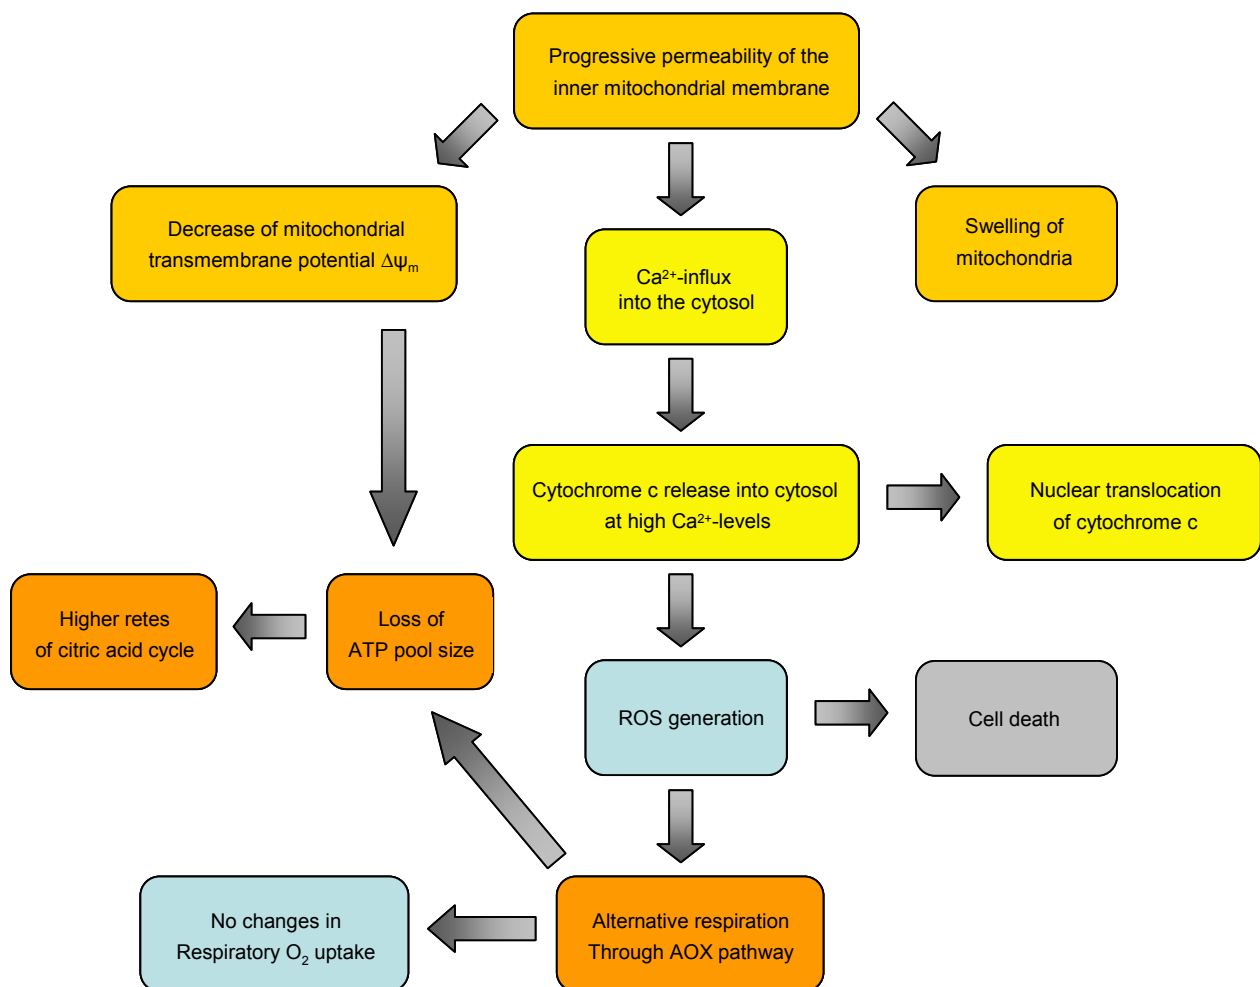 Progressive permeability of the
inner mitochondrial membrane
Decrease of mitochondrial
transmembrane potential Δψₘ
Swelling of
mitochondria
Ca²⁺-influx
into the cytosol
Cytochrome c release into cytosol
at high Ca²⁺-levels
Nuclear translocation
of cytochrome c
Higher retes
of citric acid cycle
Loss of
ATP pool size
ROS generation
Cell death
No changes in
Respiratory O₂ uptake
Alternative respiration
Through AOX pathway